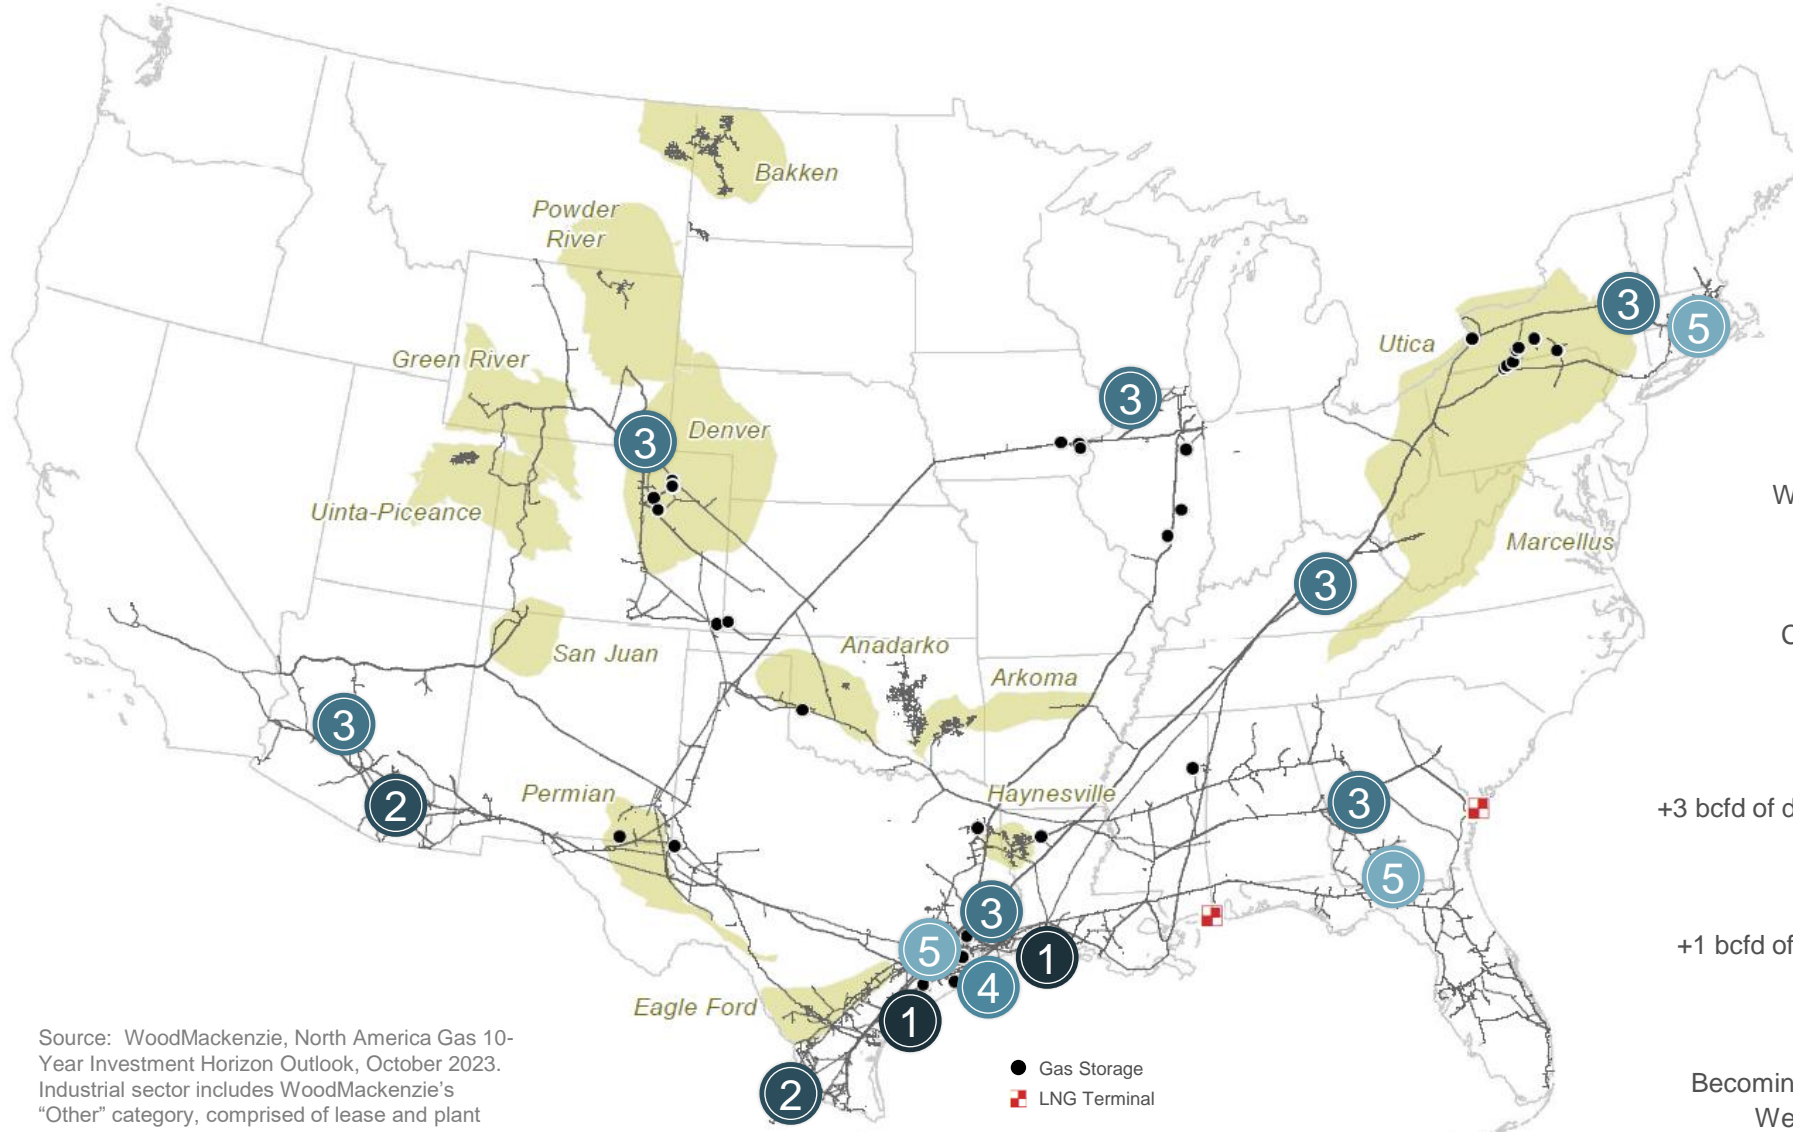 Bakken
Powder
River
3
Green River
Utica
5
3
3
Denver
Uinta-Piceance
W
Marcellus
3
C
Anadarko
San Juan
Arkoma
3
Permian
Haynesville
2
3
+3 bcfd of d
5
3
5
1
+1 bcfd of
4
Eagle Ford
1
Source: WoodMackenzie, North America Gas 10-
Year Investment Horizon Outlook, October 2023.
Industrial sector includes WoodMackenzie's
“Other” category, comprised of lease and plant
Gas Storage
LNG Terminal
2
Becomin
We